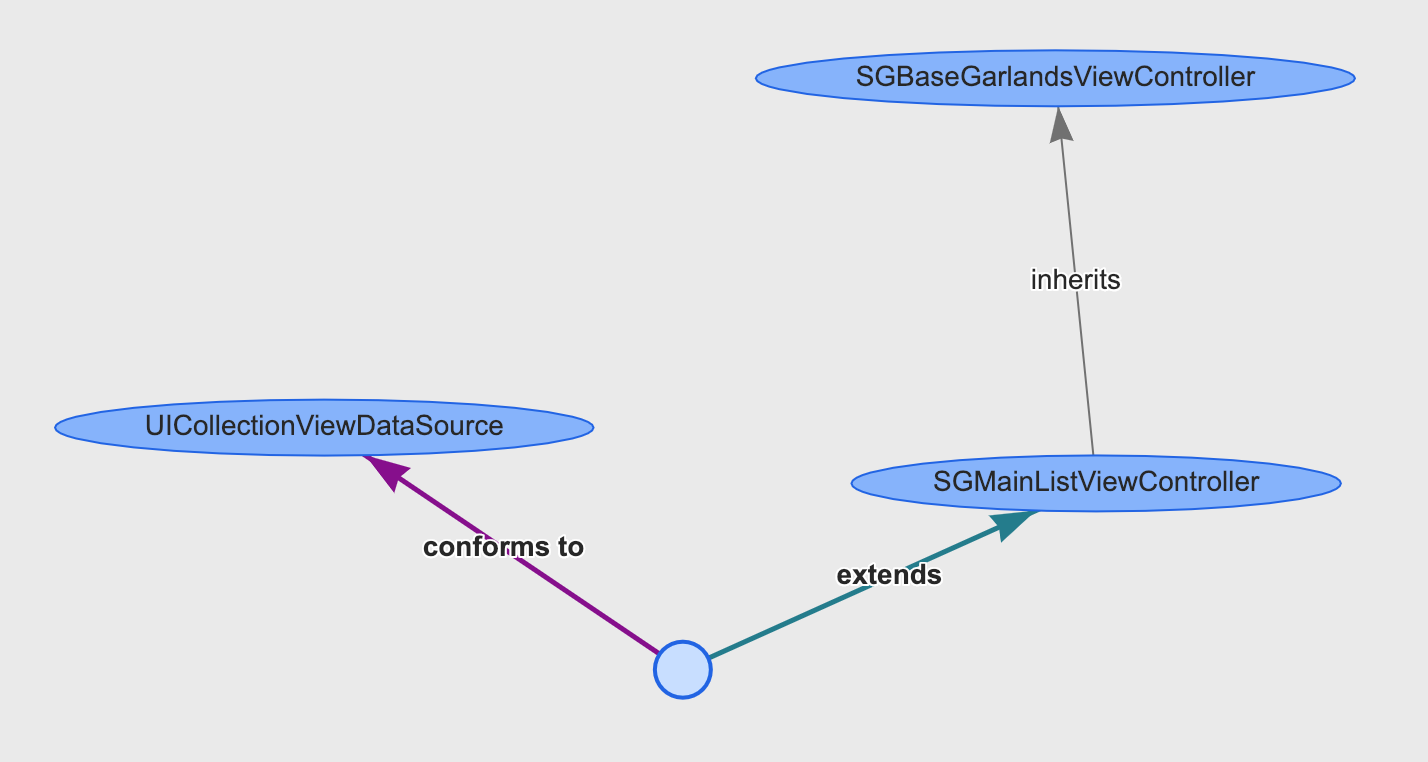 SGBaseGarlandsViewController
inherits
UICollectionViewDataSource
SGMainListViewController
conforms to
extends